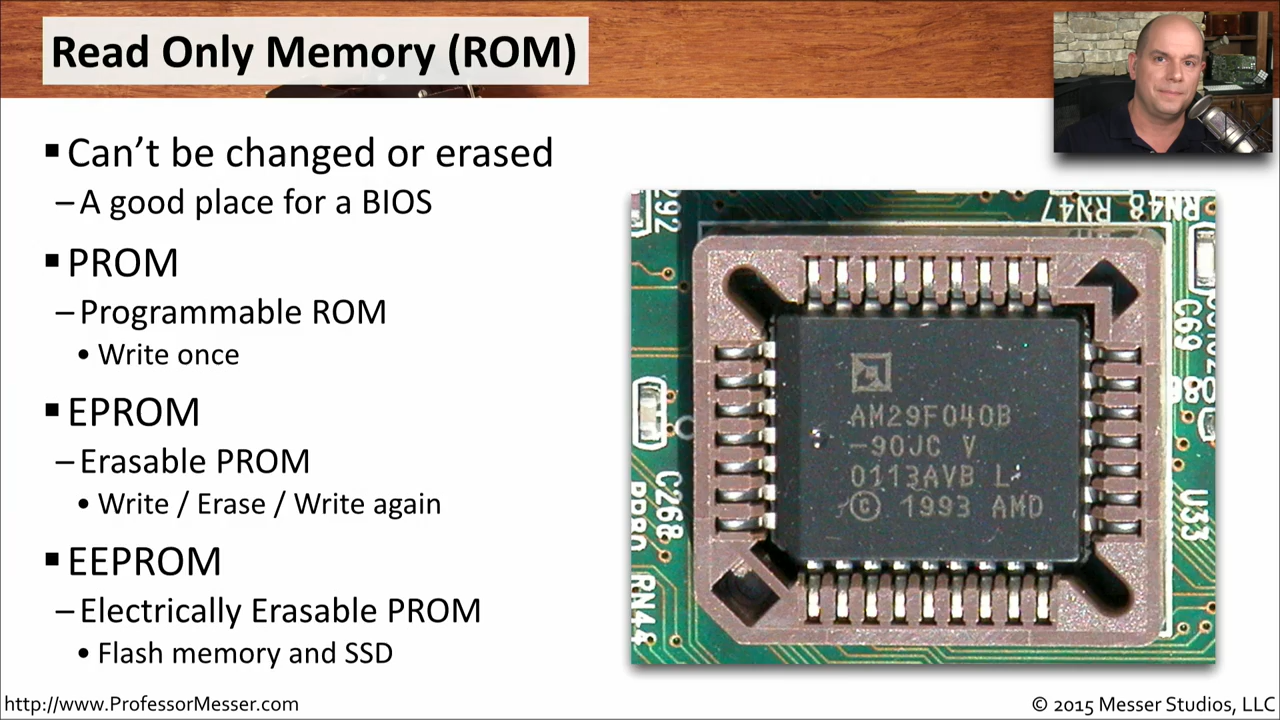 Read Only Memory (ROM)
▪ Can’t be changed or erased
– A good place for a BIOS
▪ PROM
– Programmable ROM
• Write once
▪ EPROM
– Erasable PROM
• Write / Erase / Write again
▪ EEPROM
– Electrically Erasable PROM
• Flash memory and SSD
RN48 RN47
C69
AM29F040B
-90JC V
0113AVB L
© 1993 AMD
C268
U33
RN44
http://www.ProfessorMesser.com
© 2015 Messer Studios, LLC